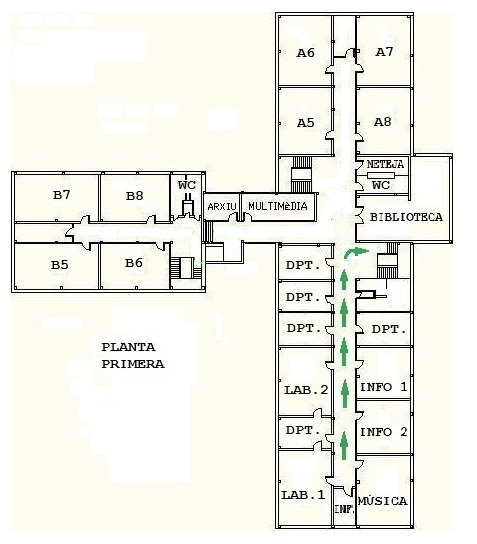 A6
A7
A5
A8
NETEJA
WC
WC
B7
B8
ARXIU
MULTIMèDIA
BIBLIOTECA
B5
B6
DPT.
DPT.
DPT.
DPT.
PLANTA
PRIMERA
LAB.2
INFO 1
DPT.
INFO 2
LAB.1
INF.
MÚSICA